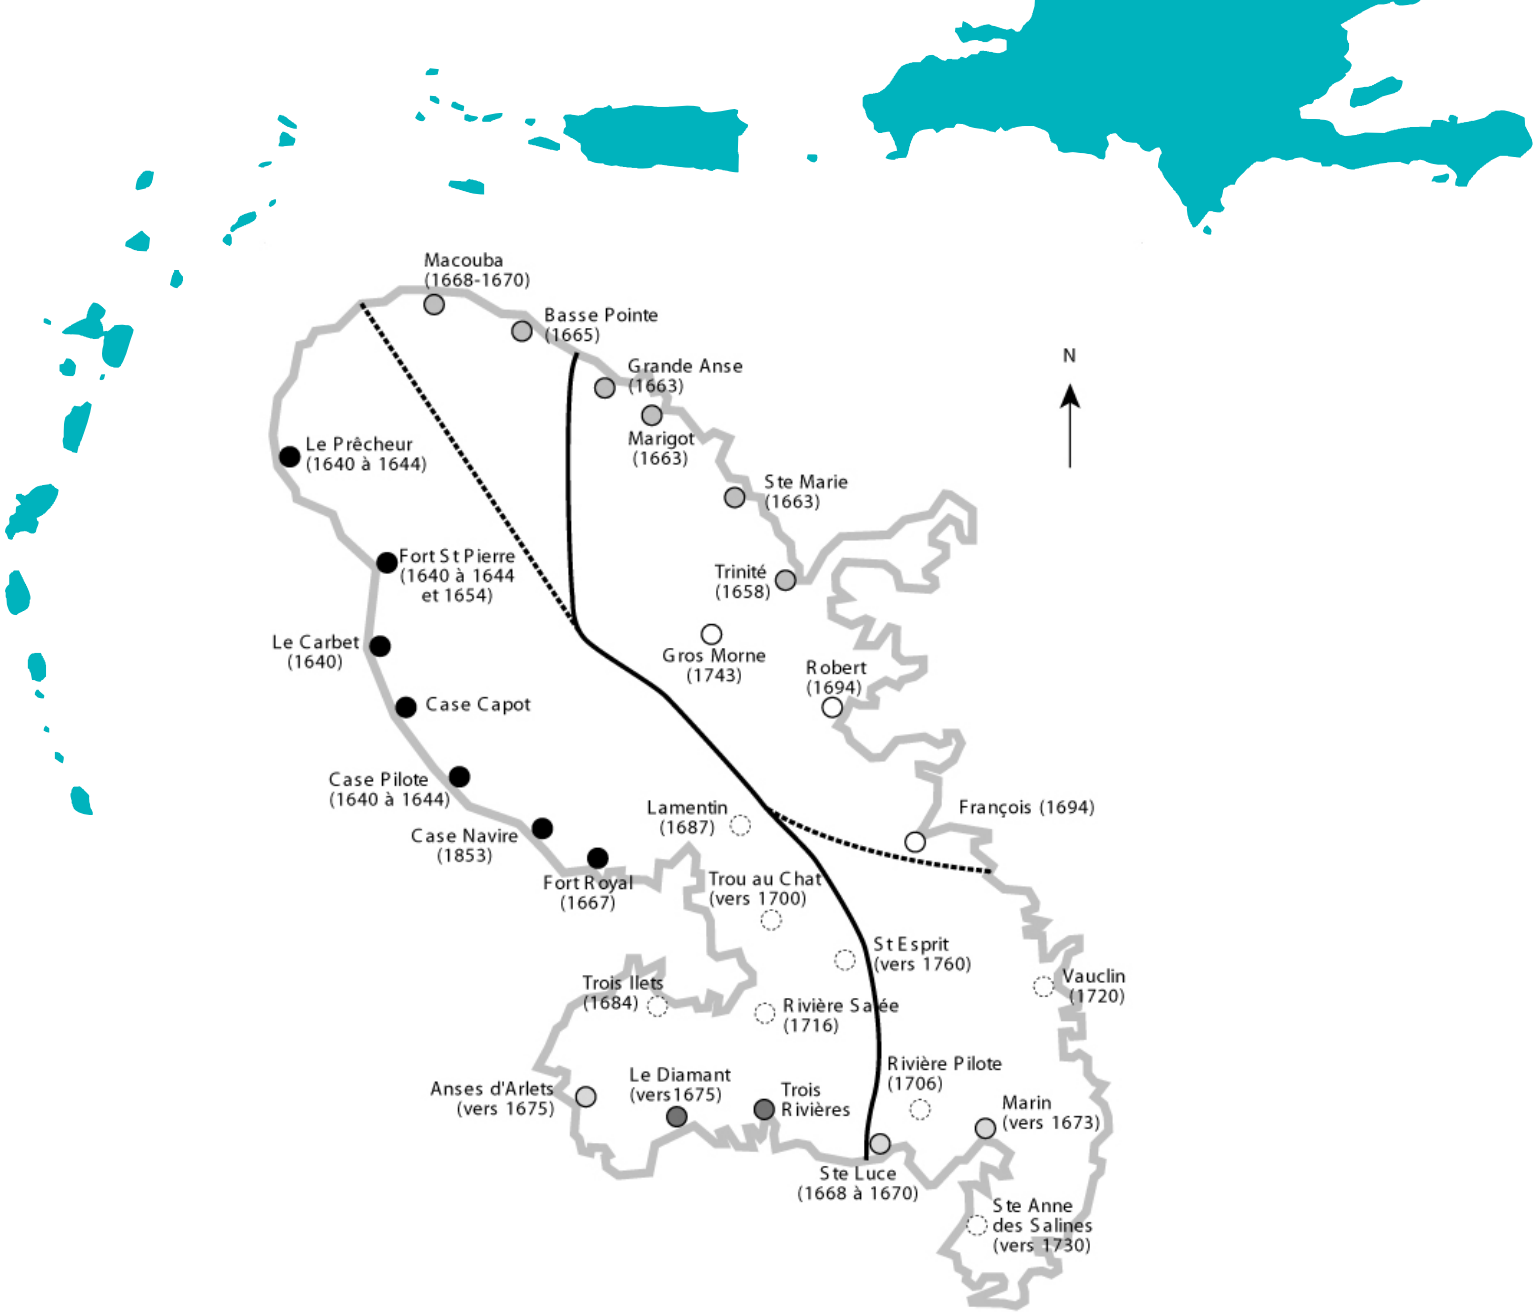 Macouba
(1668-1670)
Basse Pointe
(1665)
Grande Anse
(1663)
N
Marigot
(1663)
Le Prêcheur
(1640 à 1644)
Ste Marie
(1663)
Fort St Pierre
(1640 à 1644
et 1654)
Trinité
(1658)
Le Carbet
(1640)
Gros Morne
(1743)
Robert
(1694)
Case Capot
Case Pilote
(1640 à 1644)
Lamentin
(1687)
François (1694)
Case Navire
(1853)
Fort Royal
(1667)
Trou au Chat
(vers 1700)
St Esprit
(vers 1760)
Trois Ilets
(1684)
Vauclin
(1720)
Rivière Salée
(1716)
Anses d'Arlets
(vers 1675)
Le Diamant
(vers1675)
Trois
Rivières
Rivière Pilote
(1706)
Marin
(vers 1673)
Ste Luce
(1668 à 1670)
Ste Anne
des Salines
(vers 1730)